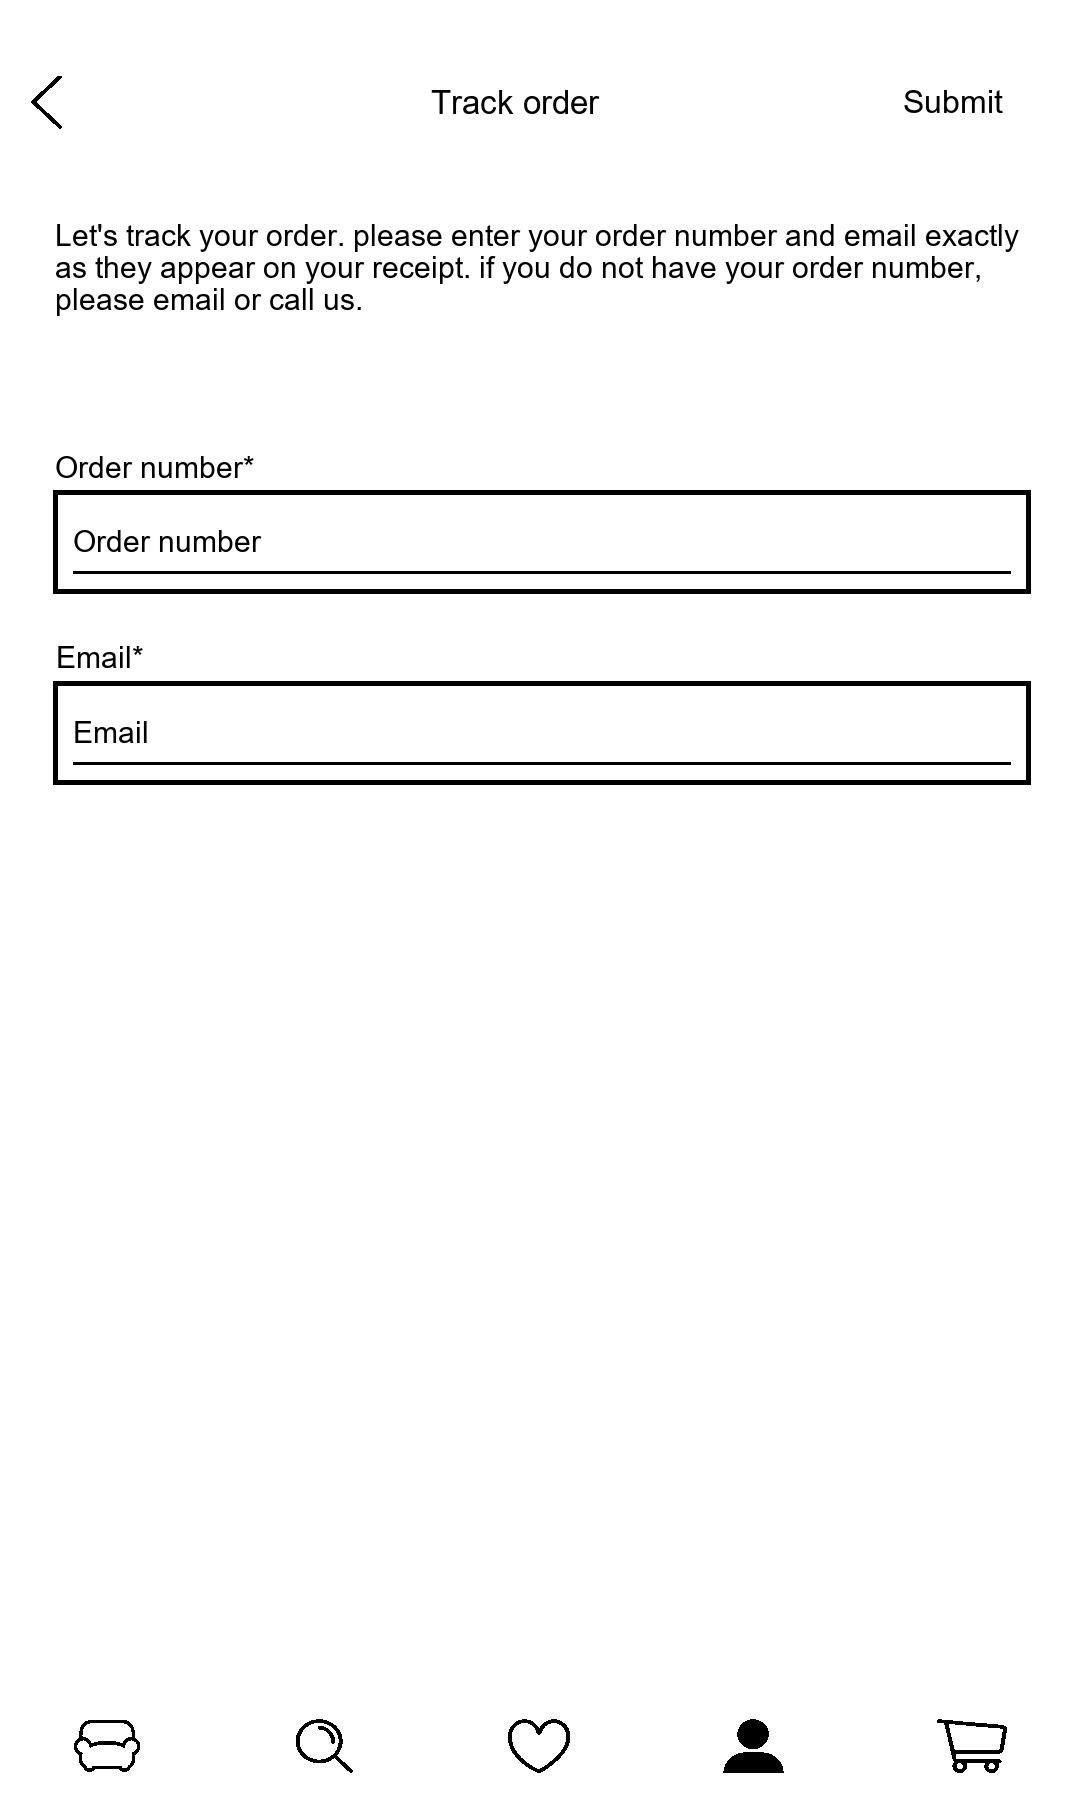 Track order
Submit
Let's track your order. please enter your order number and email exactly
as they appear on your receipt. if you do not have your order number,
please email or call us.
Order number*
Order number
Email*
Email